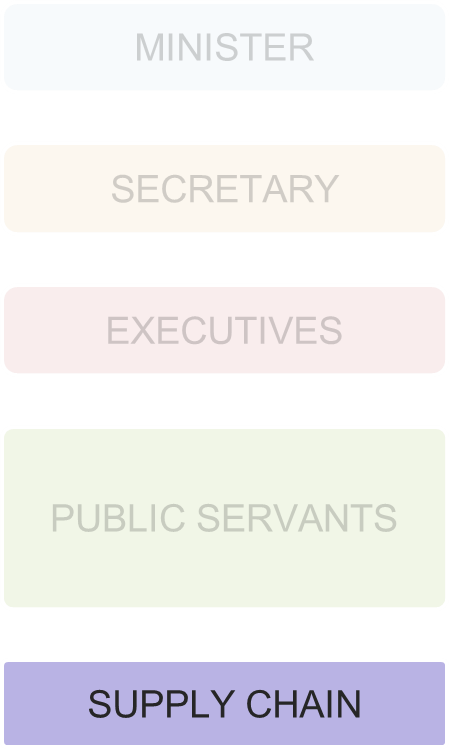 MINISTER
SECRETARY
EXECUTIVES
PUBLIC SERVANTS
SUPPLY CHAIN